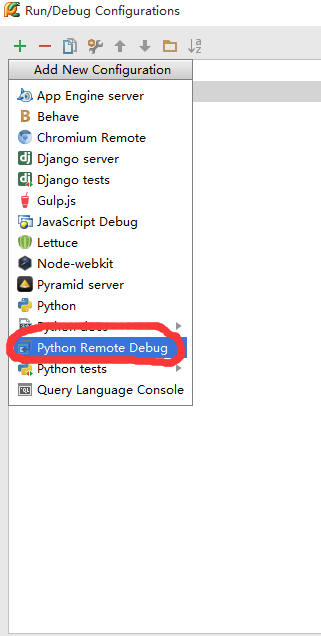 Run/Debug Configurations
Add New Configuration
App Engine server
Behave
Chromium Remote
Django server
Django tests
Gulp.js
JavaScript Debug
Lettuce
Node-webkit
Pyramid server
Python
Python docs
Python Remote Debug
Python tests
Query Language Console